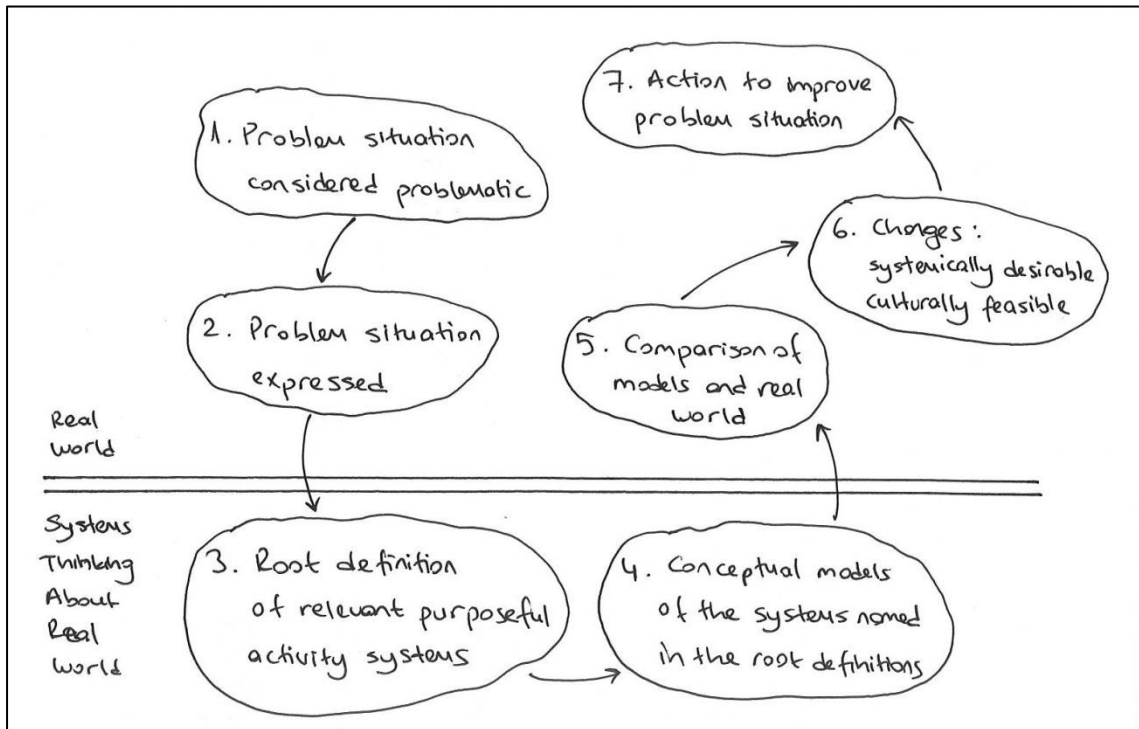 1. Problem situation
considered problematic
2. Problem situation
expressed
Real
world
Systems
Thinking
About
Real
world
3. Root definition
of relevant purposeful
activity systems
4. Conceptual models
of the systems named
in the root definitions
5. Comparison of
models and real
world
6. Changes:
systemically desirable
culturally feasible
7. Action to improve
problem situation